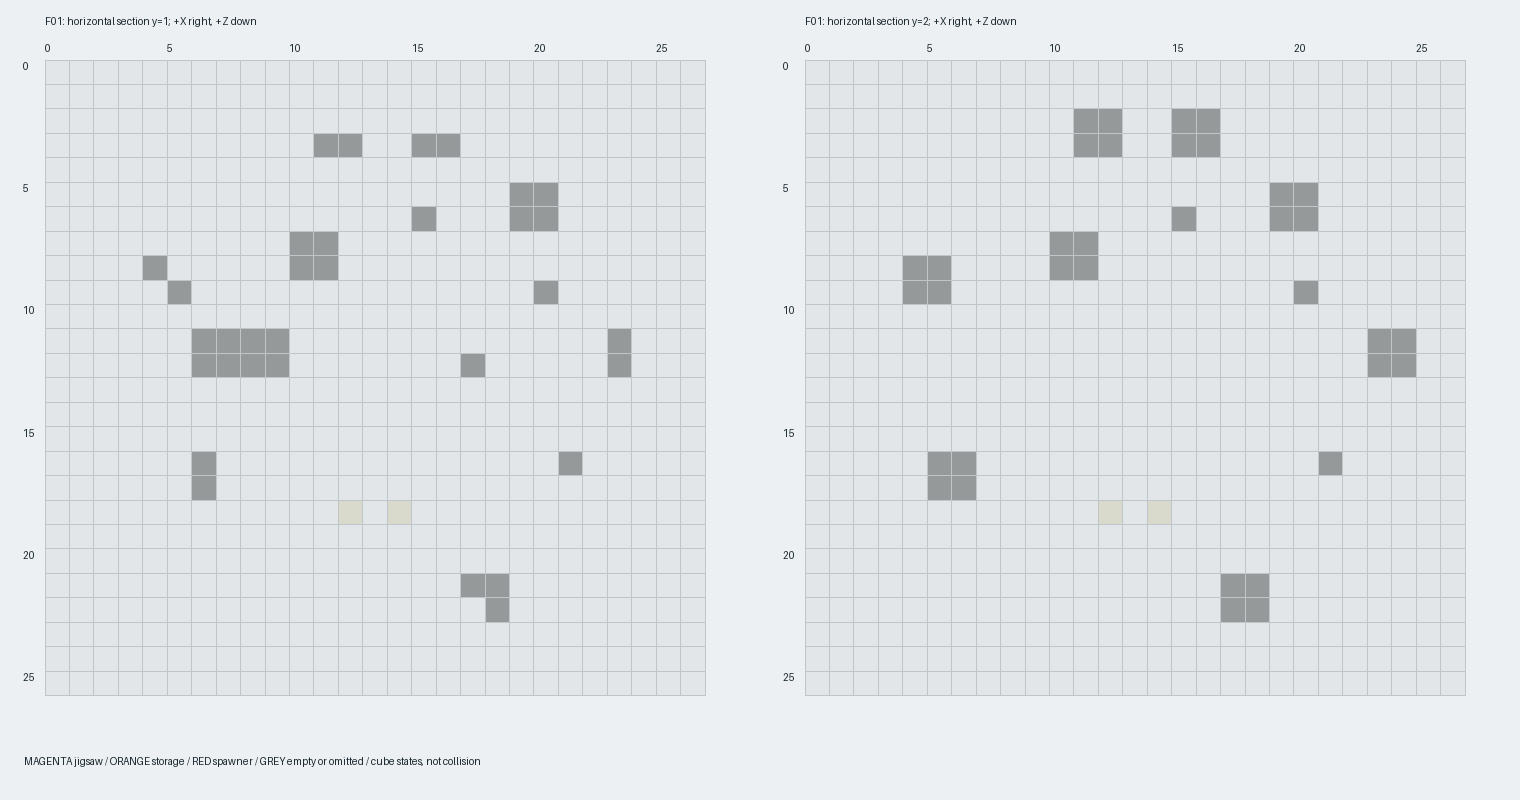 F01: horizontal section y=1; +X right, +Z down
F01: horizontal section y=2; +X right, +Z down
0 5 10 15 20 25
0 5 10 15 20 25
0 0
5 5
10 10
15 15
20 20
25 25
MAGENTA jigsaw / ORANGE storage / RED spawner / GREY empty or omitted / cube states, not collision